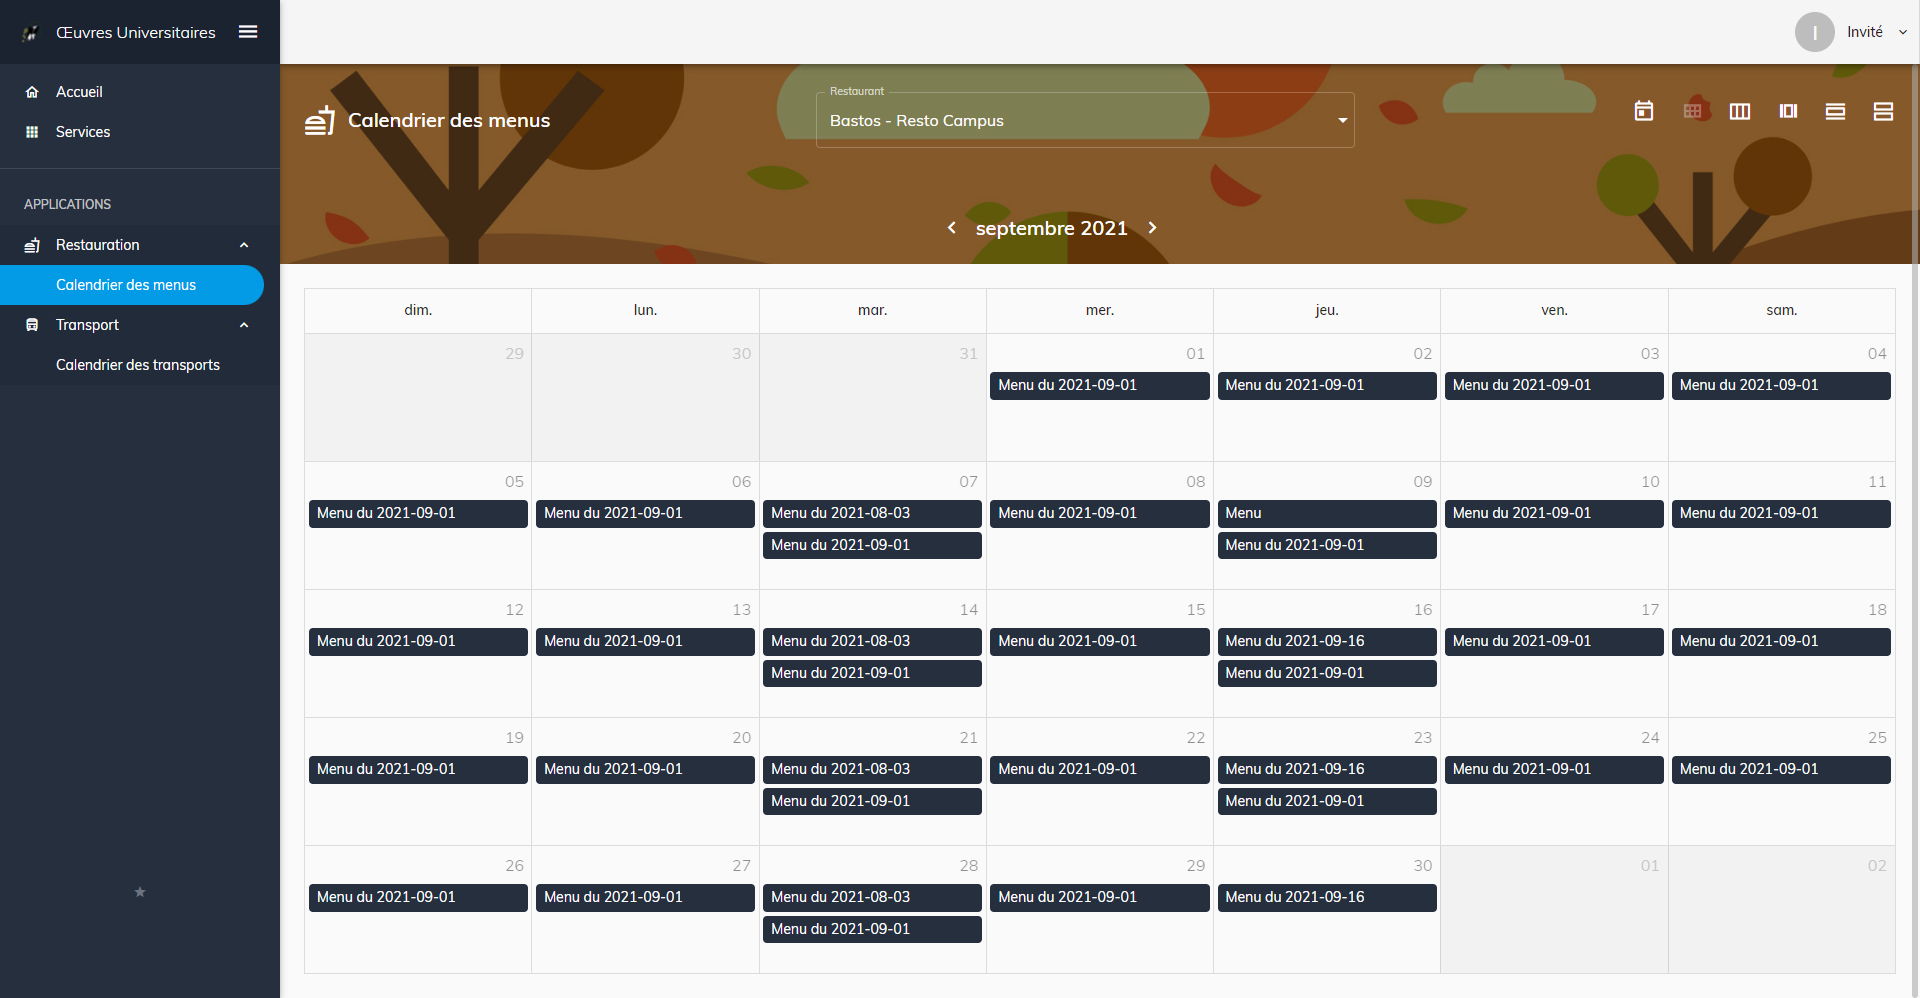 Œuvres Universitaires
I
Invité
Accueil
Services
APPLICATIONS
Restauration
Calendrier des menus
Transport
Calendrier des transports
Calendrier des menus
Restaurant
Bastos - Resto Campus
septembre 2021
dim. lun. mar. mer. jeu. ven. sam.
29 30 31 01 02 03 04
Menu du 2021-09-01 Menu du 2021-09-01 Menu du 2021-09-01 Menu du 2021-09-01
05 06 07 08 09 10 11
Menu du 2021-09-01 Menu du 2021-09-01 Menu du 2021-08-03 Menu du 2021-09-01 Menu Menu du 2021-09-01 Menu du 2021-09-01
Menu du 2021-09-01 Menu du 2021-09-01
12 13 14 15 16 17 18
Menu du 2021-09-01 Menu du 2021-09-01 Menu du 2021-08-03 Menu du 2021-09-01 Menu du 2021-09-16 Menu du 2021-09-01 Menu du 2021-09-01
Menu du 2021-09-01 Menu du 2021-09-01
19 20 21 22 23 24 25
Menu du 2021-09-01 Menu du 2021-09-01 Menu du 2021-08-03 Menu du 2021-09-01 Menu du 2021-09-16 Menu du 2021-09-01 Menu du 2021-09-01
Menu du 2021-09-01 Menu du 2021-09-01
26 27 28 29 30 01 02
Menu du 2021-09-01 Menu du 2021-09-01 Menu du 2021-08-03 Menu du 2021-09-01 Menu du 2021-09-16
Menu du 2021-09-01